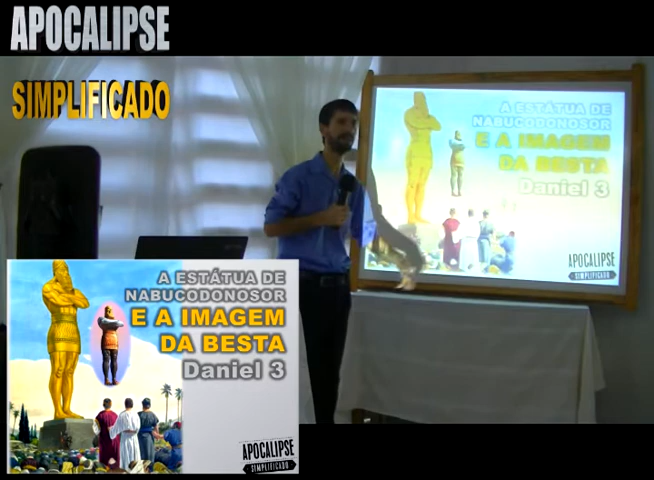 APOCALIPSE
SIMPLIFICADO
A ESTÁTUA DE
NABUCODONOSOR
E A IMAGEM
DA BESTA
Daniel 3
APOCALIPSE
SIMPLIFICADO
A ESTÁTUA DE
NABUCODONOSOR
E A IMAGEM
DA BESTA
Daniel 3
APOCALIPSE
SIMPLIFICADO